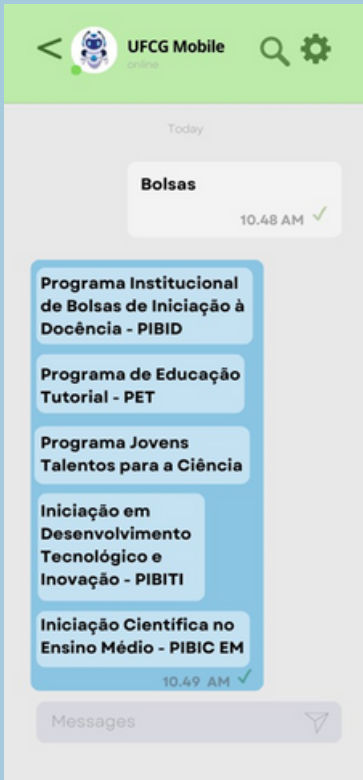 UFCG Mobile
online
Today
Bolsas
10.48 AM
Programa Institucional
de Bolsas de Iniciação à
Docência - PIBID
Programa de Educação
Tutorial - PET
Programa Jovens
Talentos para a Ciência
Iniciação em
Desenvolvimento
Tecnológico e
Inovação - PIBITI
Iniciação Científica no
Ensino Médio - PIBIC EM
10.49 AM
Messages